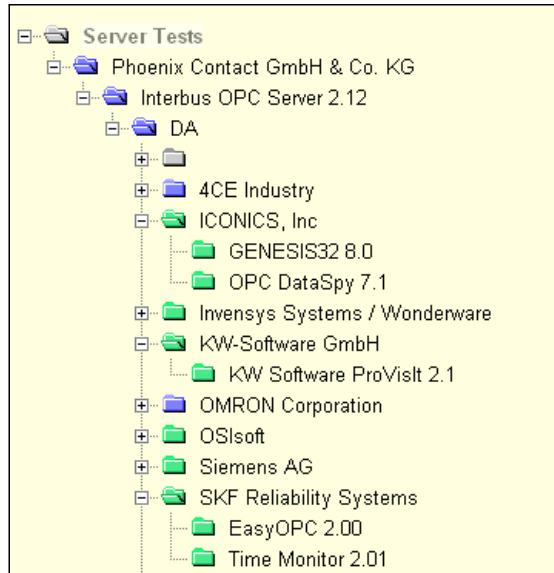 Server Tests
Phoenix Contact GmbH & Co. KG
Interbus OPC Server 2.12
DA
4CE Industry
ICONICS, Inc
GENESIS32 8.0
OPC DataSpy 7.1
Invensys Systems / Wonderware
KW-Software GmbH
KW Software ProVisIt 2.1
OMRON Corporation
OSIsoft
Siemens AG
SKF Reliability Systems
EasyOPC 2.00
Time Monitor 2.01